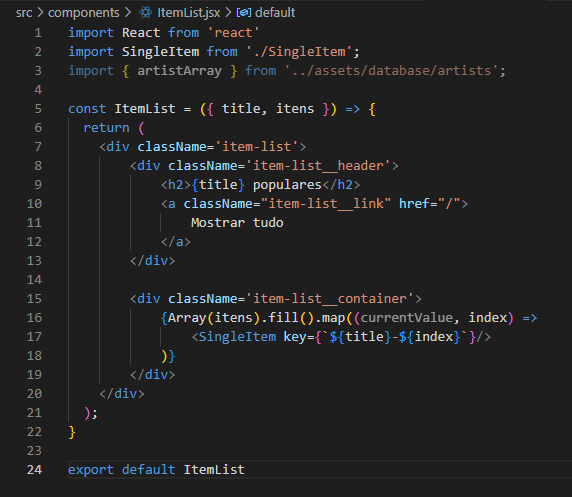 src > components > ItemList.jsx > default
1 import React from 'react'
2 import SingleItem from './SingleItem';
3 import { artistArray } from '../assets/database/artists';
4
5 const ItemList = ({ title, itens }) => {
6   return (
7     <div className='item-list'>
8         <div className='item-list__header'>
9             <h2>{title} populares</h2>
10             <a className="item-list__link" href="/">
11                 Mostrar tudo
12             </a>
13         </div>
14
15         <div className='item-list__container'>
16             {Array(itens).fill().map((currentValue, index) =>
17                 <SingleItem key={`${title}-${index}`}/>
18             )}
19         </div>
20     </div>
21   );
22 }
23
24 export default ItemList